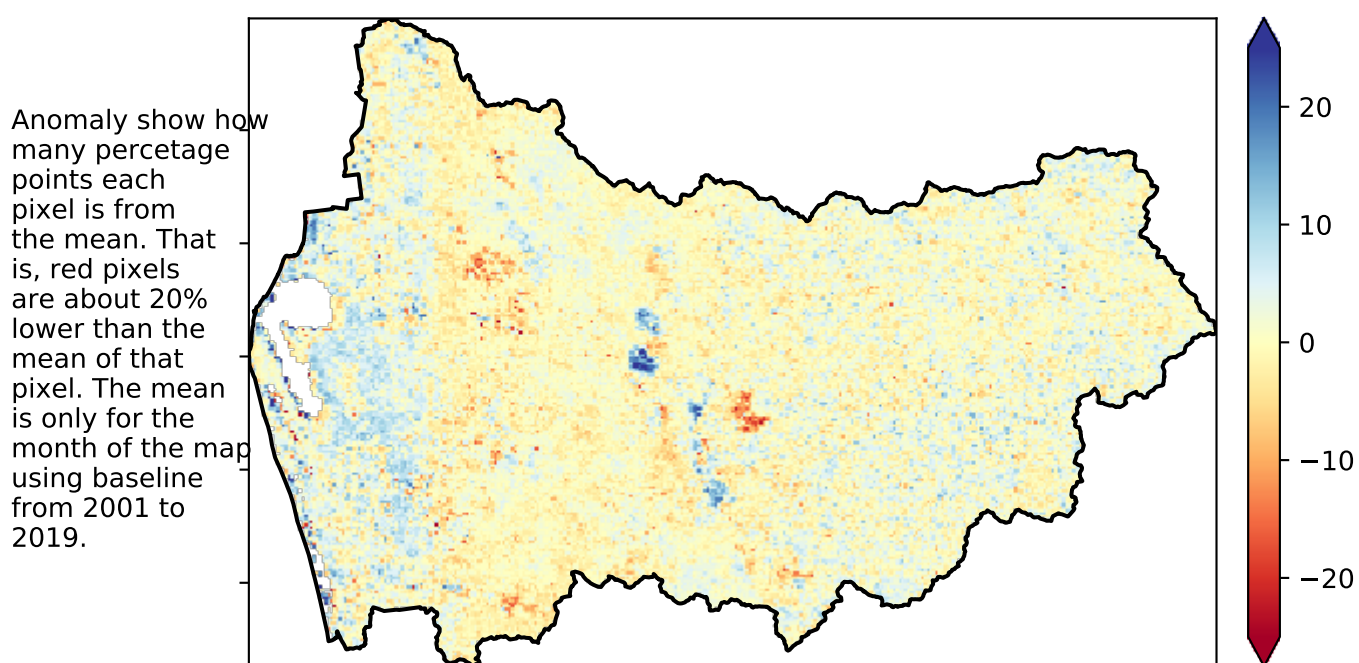 Anomaly show how
many percetage
points each
pixel is from
the mean. That
is, red pixels
are about 20%
lower than the
mean of that
pixel. The mean
is only for the
month of the map
using baseline
from 2001 to
2019.
20
10
0
−10
−20